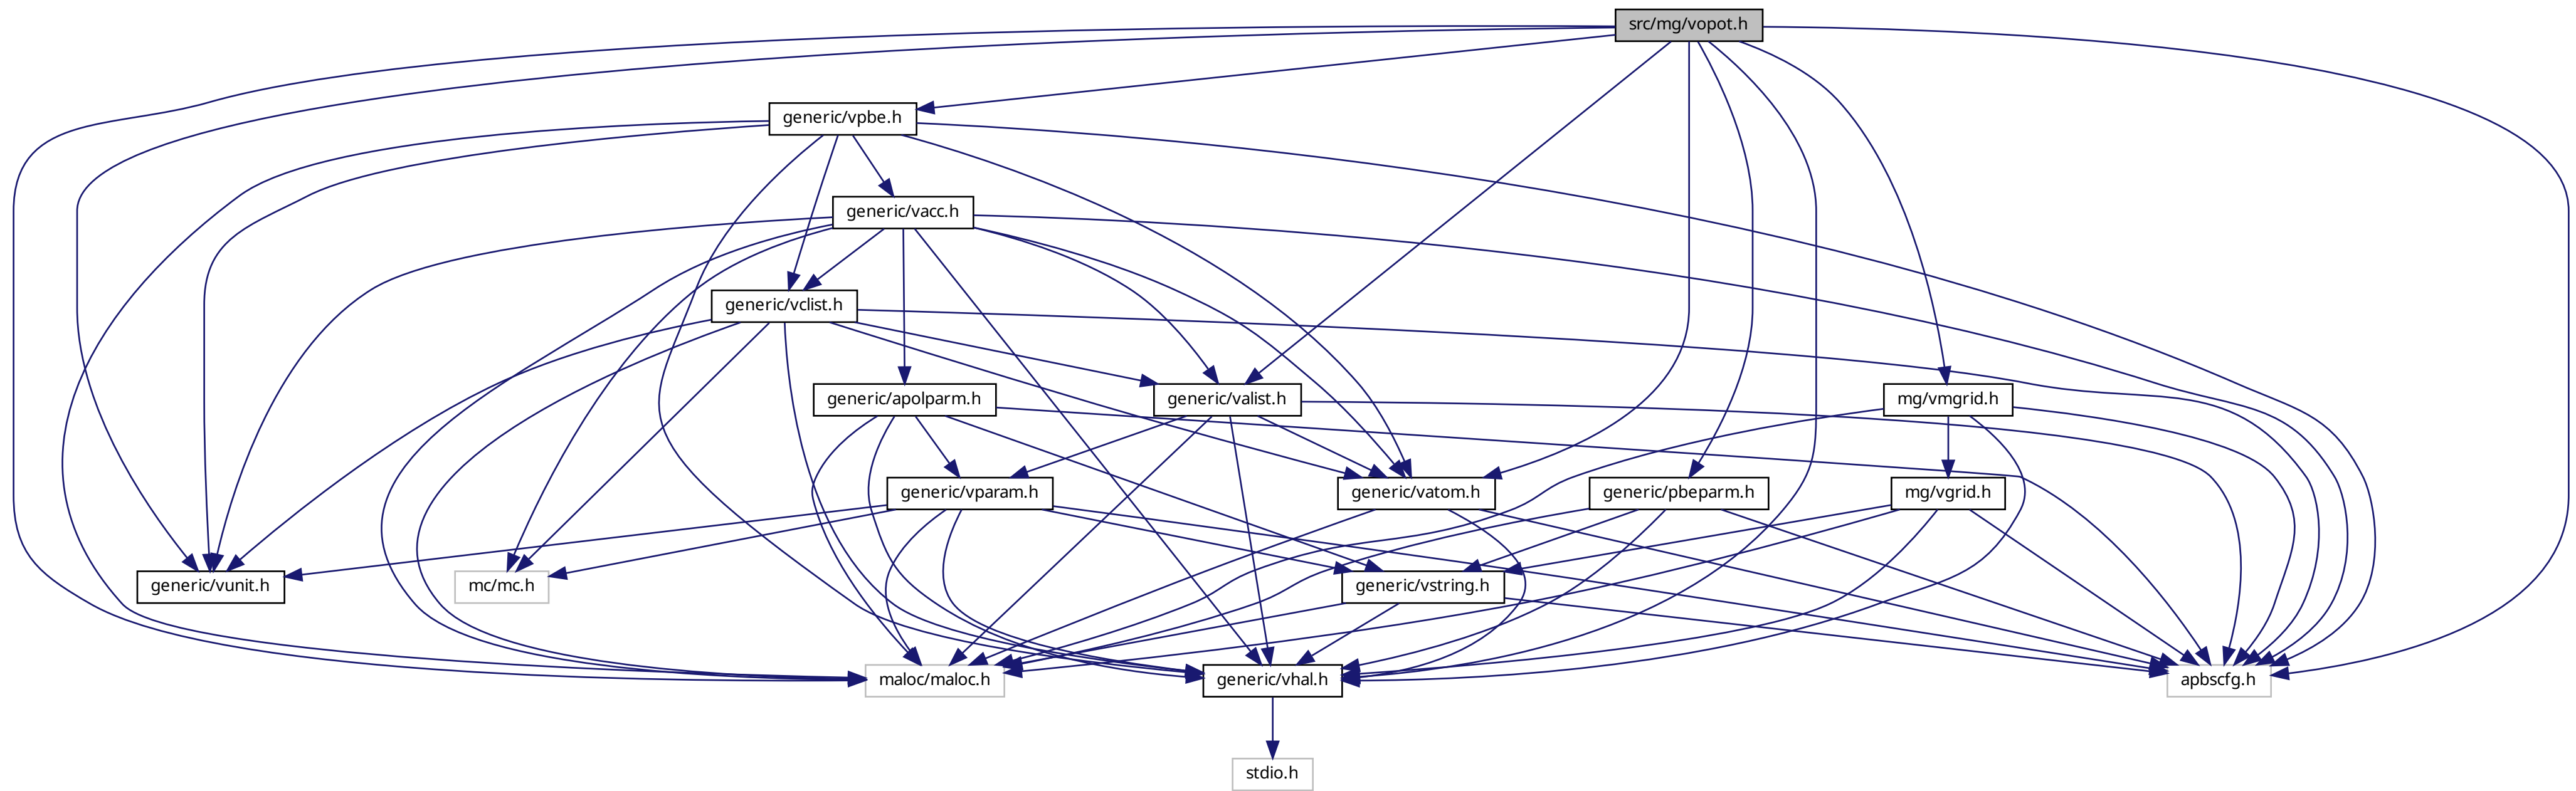 src/mg/vopot.h
generic/vpbe.h
generic/vacc.h
generic/vclist.h
generic/apolparm.h
generic/valist.h
mg/vmgrid.h
generic/vparam.h
generic/vatom.h
generic/pbeparm.h
mg/vgrid.h
generic/vunit.h
mc/mc.h
generic/vstring.h
maloc/maloc.h
generic/vhal.h
apbscfg.h
stdio.h